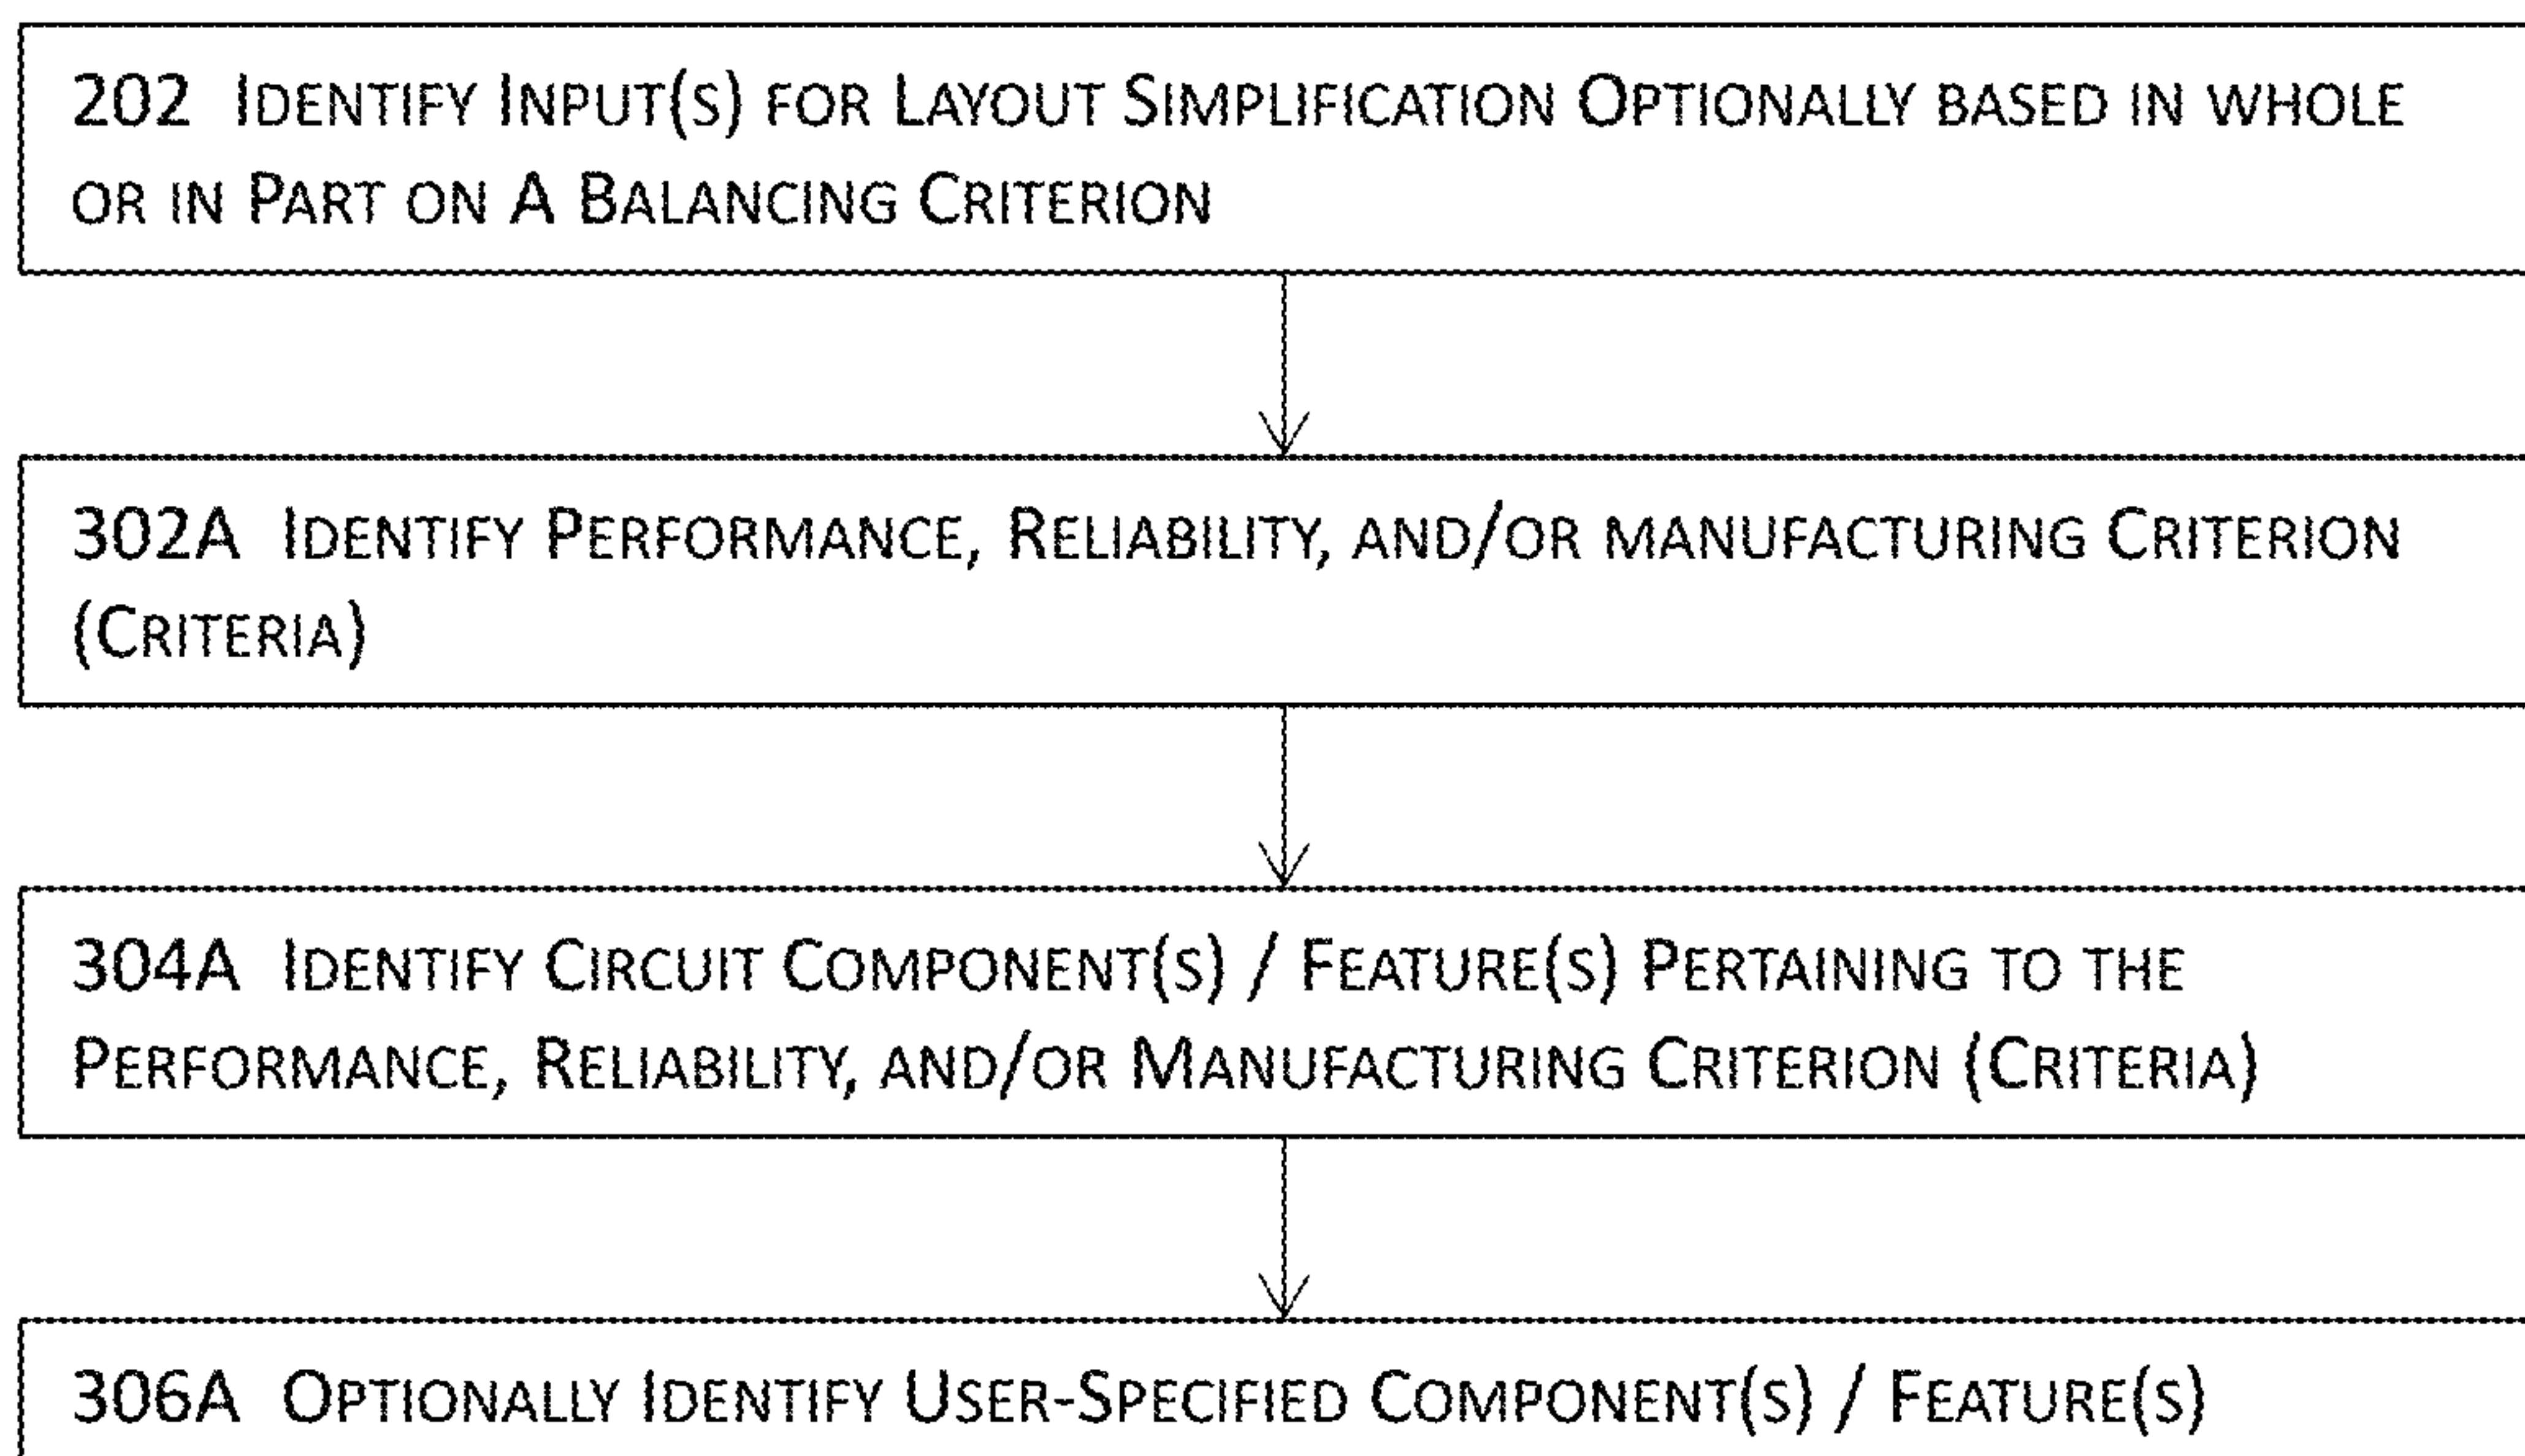 202 Identify Input(s) for Layout Simplification Optionally based in whole
or in Part on A Balancing Criterion
302A Identify Performance, Reliability, and/or manufacturing Criterion
(Criteria)
304A Identify Circuit Component(s) / Feature(s) Pertaining to the
Performance, Reliability, and/or Manufacturing Criterion (Criteria)
306A Optionally Identify User-Specified Component(s) / Feature(s)